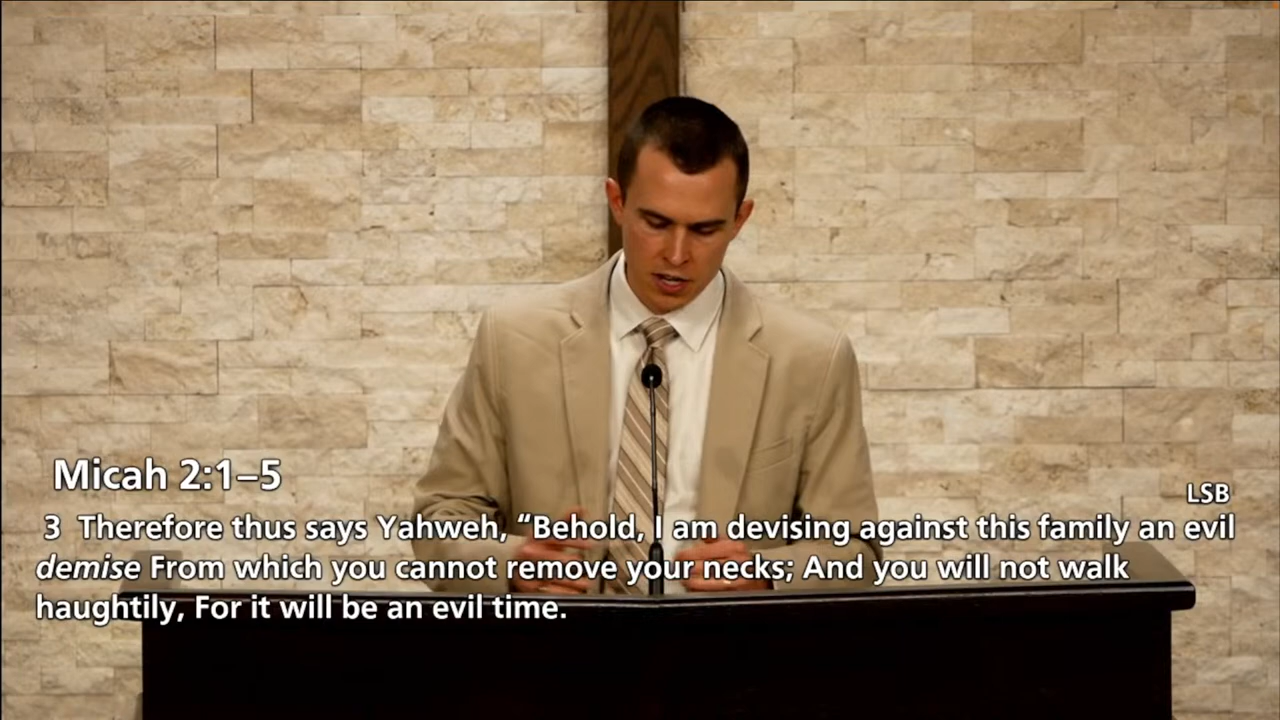 Micah 2:1–5
LSB
3 Therefore thus says Yahweh, “Behold, I am devising against this family an evil
demise From which you cannot remove your necks; And you will not walk
haughtily, For it will be an evil time.